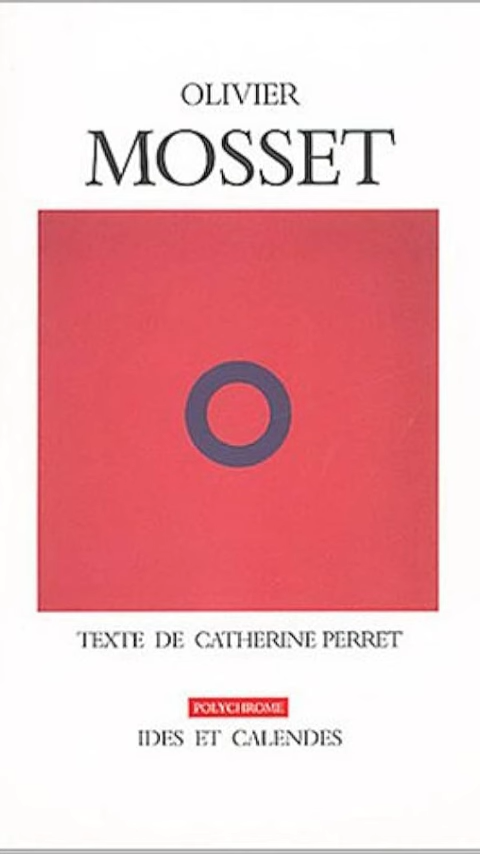 OLIVIER
MOSSET
TEXTE DE CATHERINE PERRET
POLYCHROME
IDES ET CALENDES